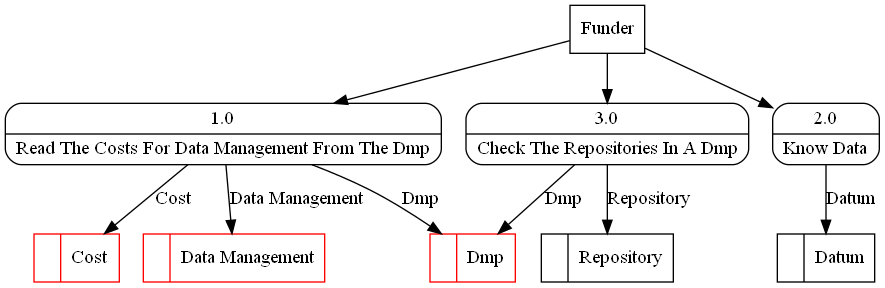 Funder
1.0
Read The Costs For Data Management From The Dmp
3.0
Check The Repositories In A Dmp
2.0
Know Data
Cost
Data Management
Dmp
Dmp
Repository
Datum
Cost
Data Management
Dmp
Repository
Datum